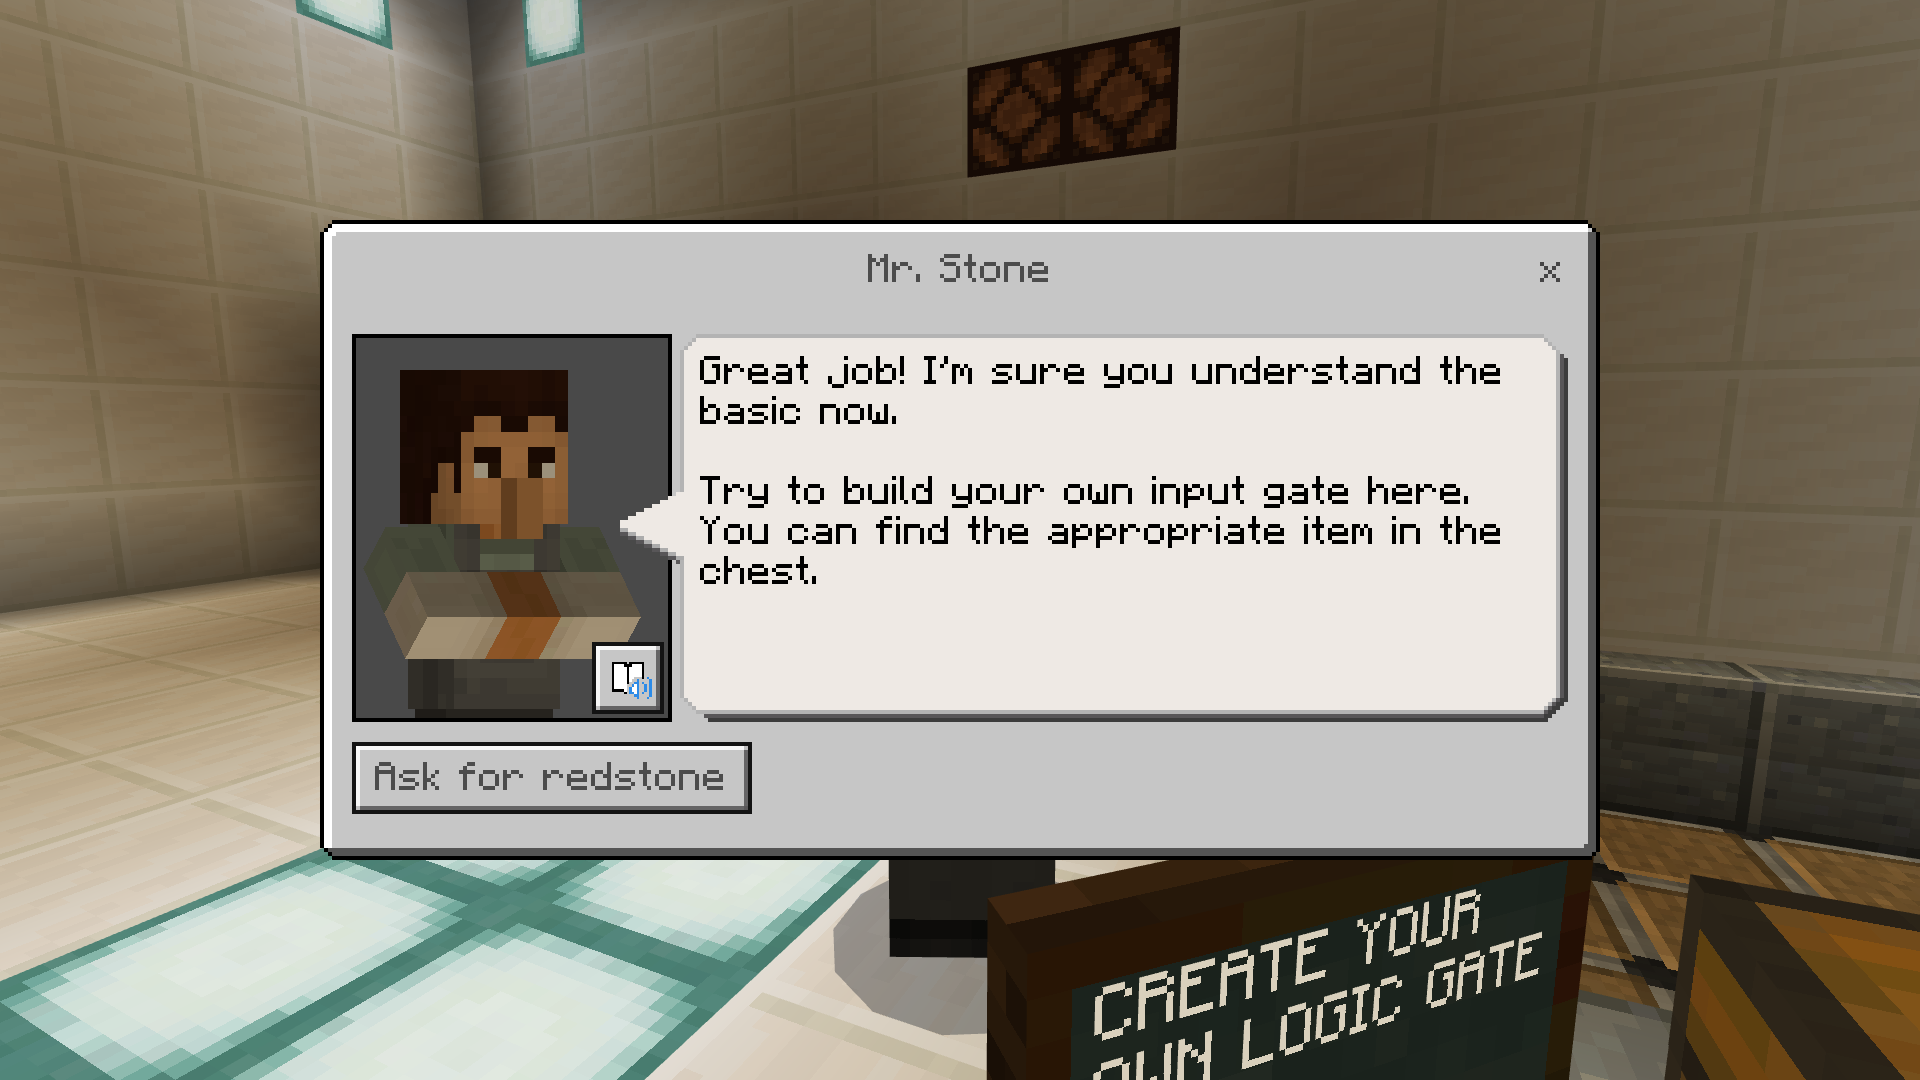 Mr. Stone
Great job! I'm sure you understand the
basic now.
Try to build your own input gate here.
You can find the appropriate item in the
chest.
Ask for redstone
CREATE YOUR
OWN LOGIC GATE